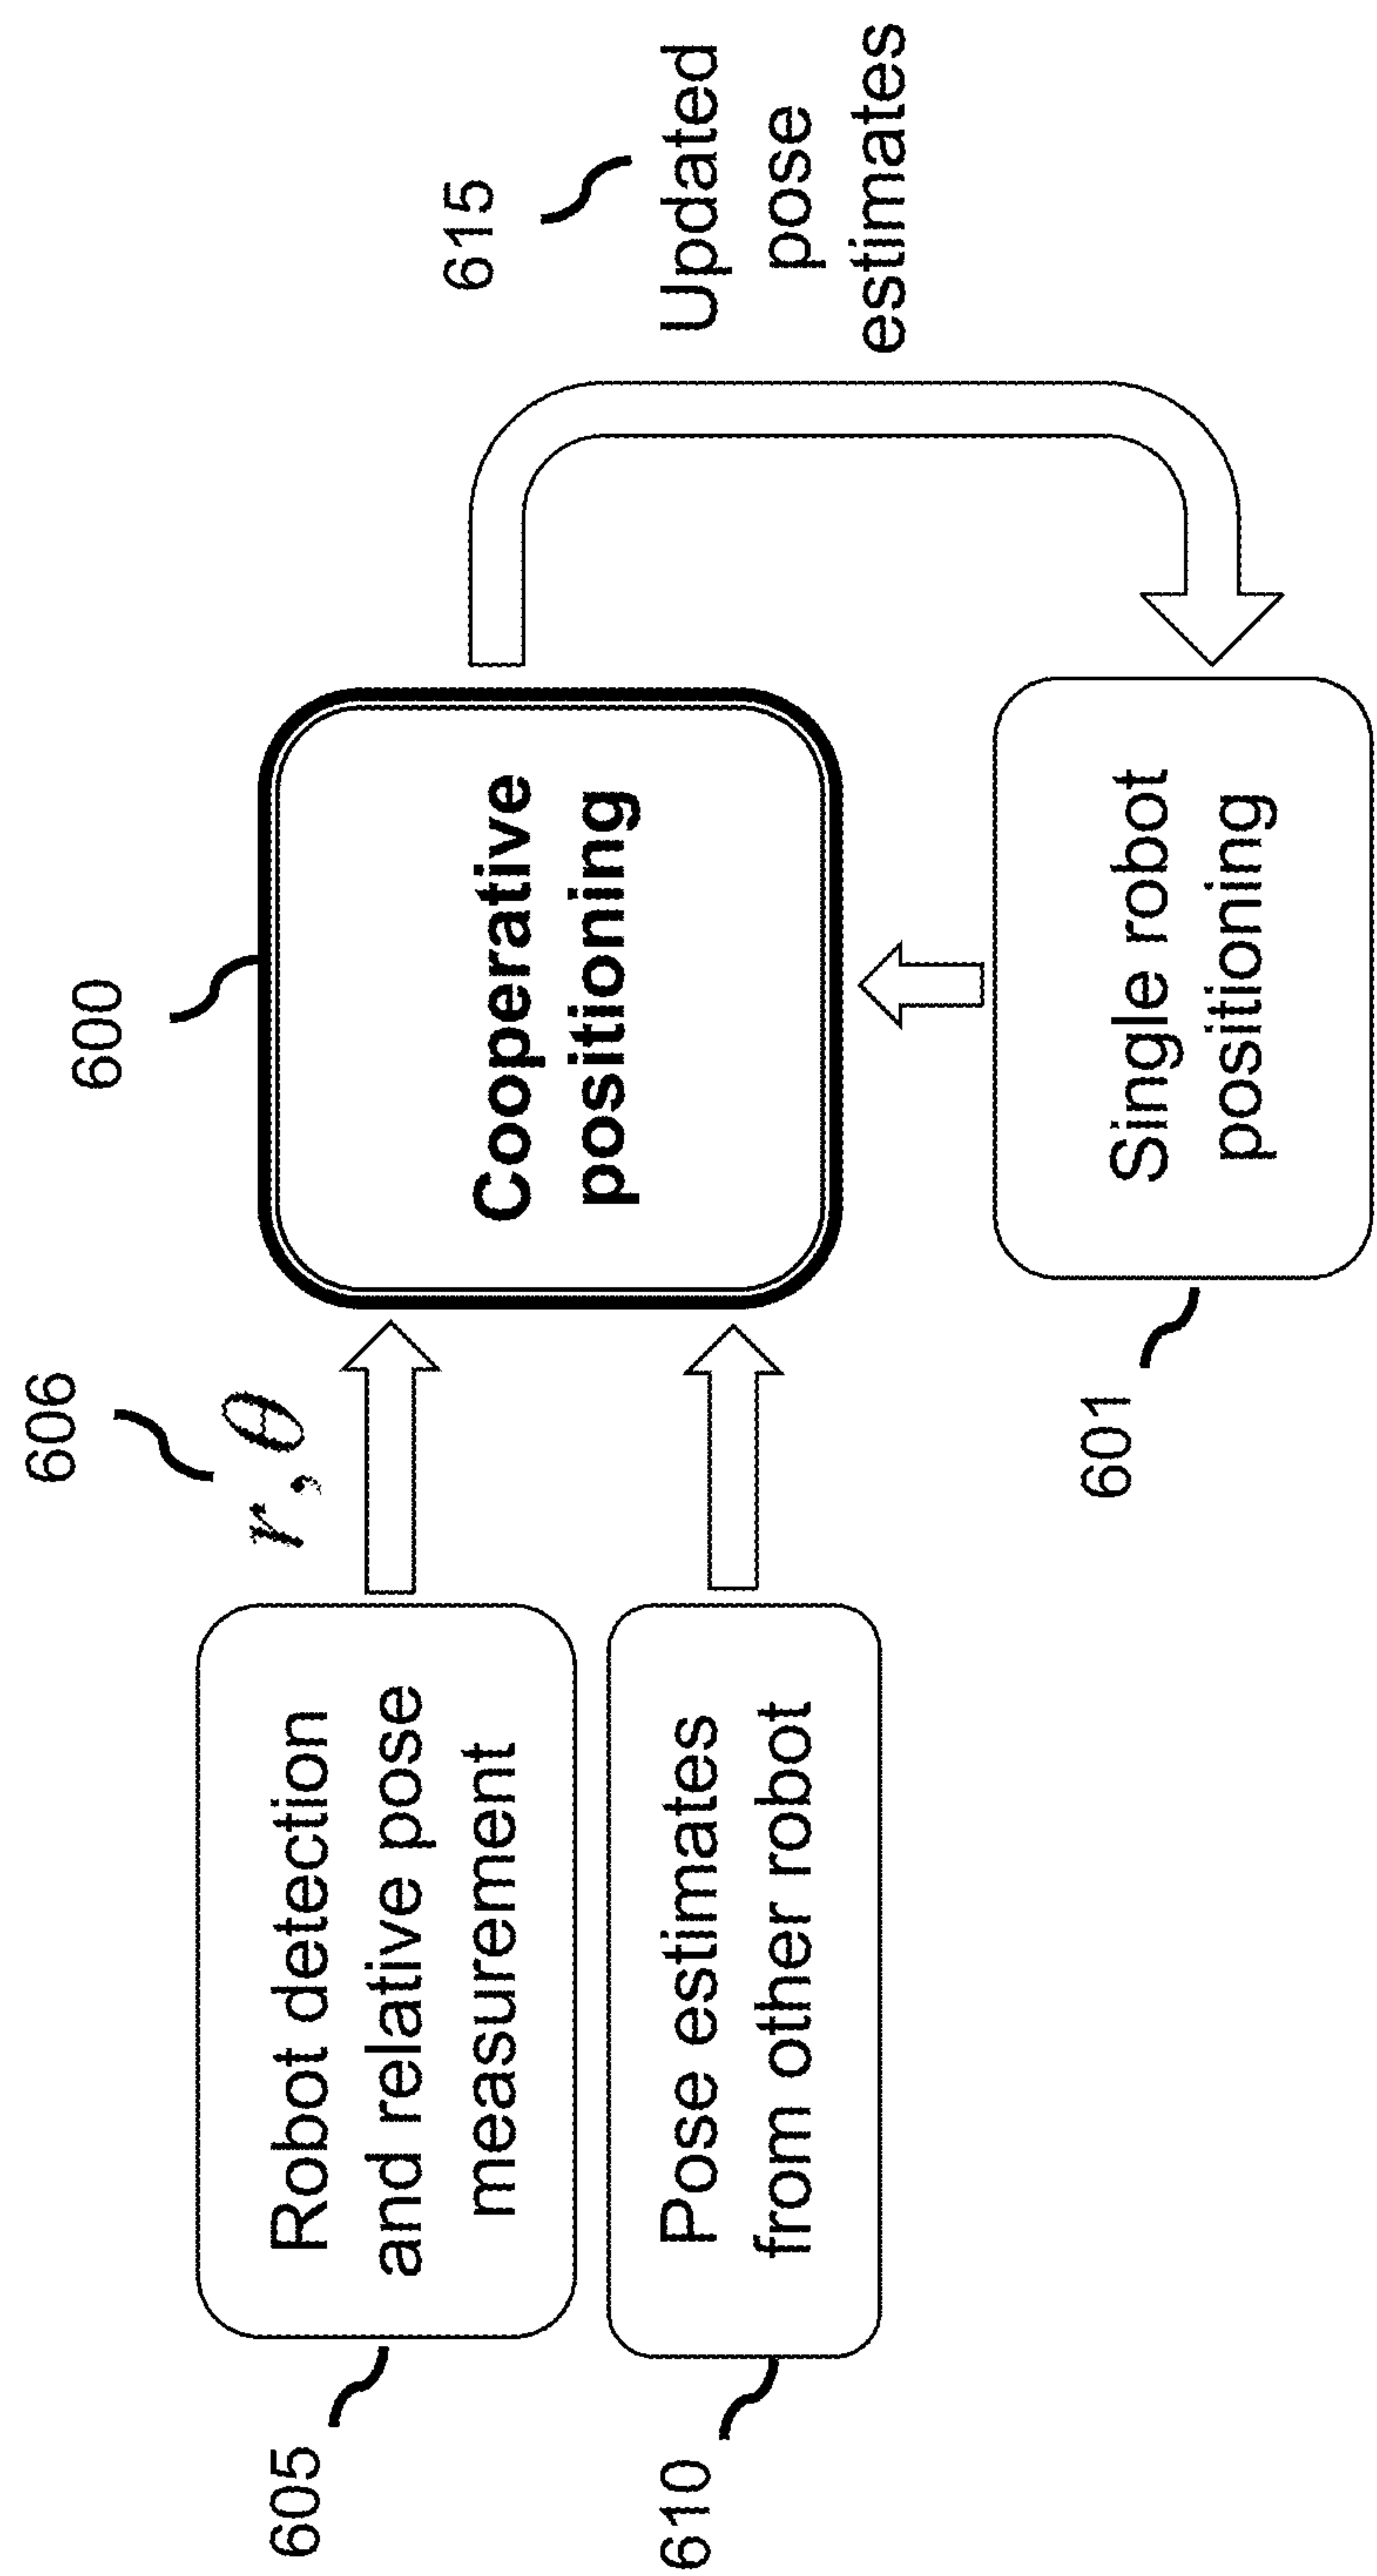 600
606
r, θ
605
Robot detection
and relative pose
measurement
610
Pose estimates
from other robot
Cooperative
positioning
615
Updated
pose
estimates
601
Single robot
positioning